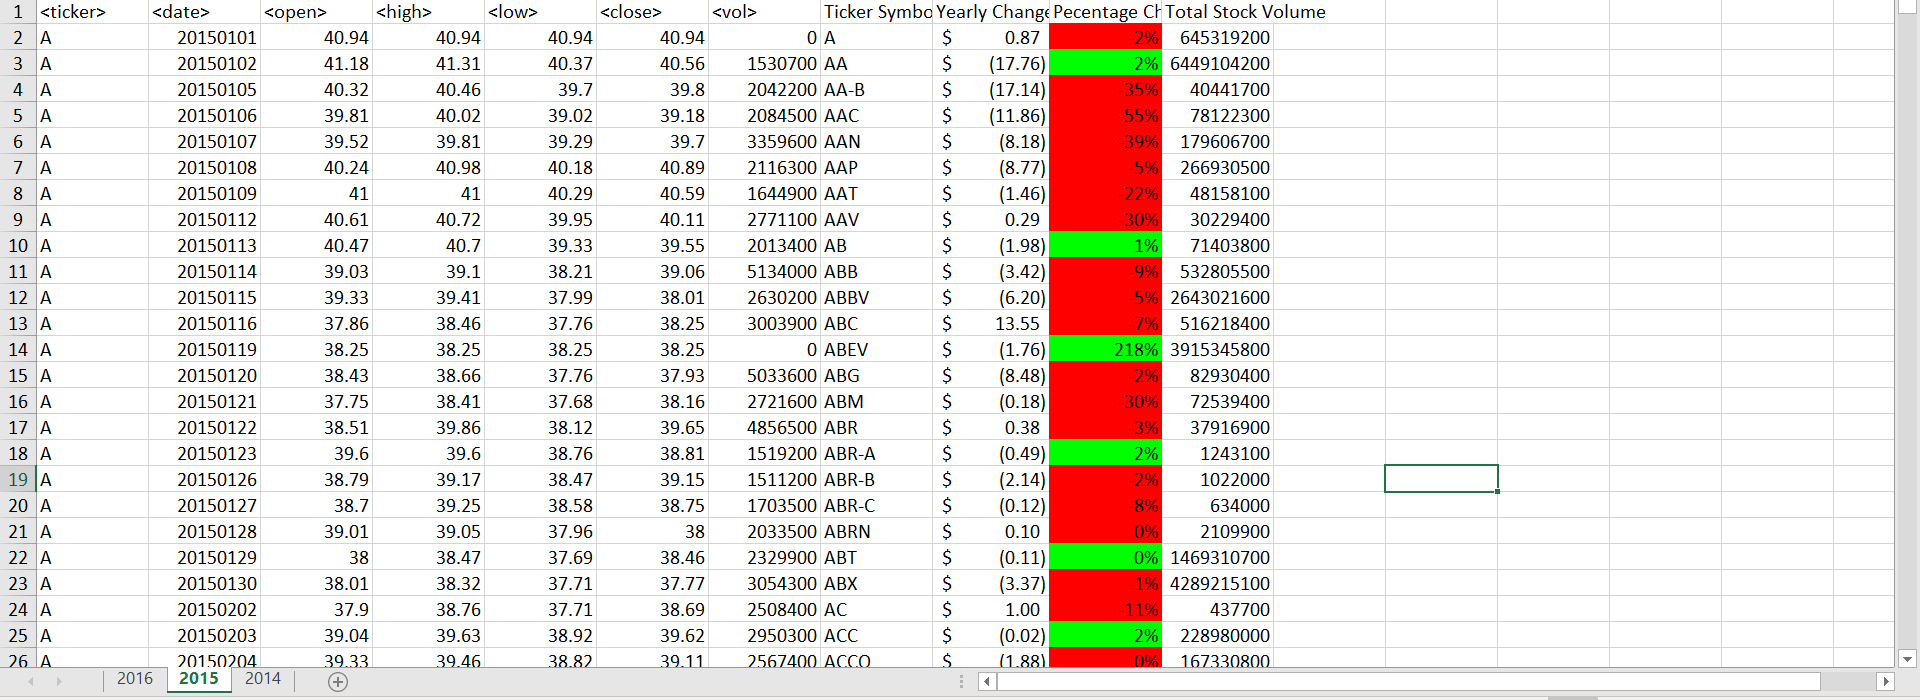 1 <ticker> <date> <open> <high> <low> <close> <vol> Ticker Symbo Yearly Change Pecentage Ch Total Stock Volume
2 A 20150101 40.94 40.94 40.94 40.94 0 A $ 0.87 -2% 645319200
3 A 20150102 41.18 41.31 40.37 40.56 1530700 AA $ (17.76) 2% 6449104200
4 A 20150105 40.32 40.46 39.7 39.8 2042200 AA-B $ (17.14) -35% 40441700
5 A 20150106 39.81 40.02 39.02 39.18 2084500 AAC $ (11.86) -55% 78122300
6 A 20150107 39.52 39.81 39.29 39.7 3359600 AAN $ (8.18) -39% 179606700
7 A 20150108 40.24 40.98 40.18 40.89 2116300 AAP $ (8.77) -5% 266930500
8 A 20150109 41 41 40.29 40.59 1644900 AAT $ (1.46) -22% 48158100
9 A 20150112 40.61 40.72 39.95 40.11 2771100 AAV $ 0.29 -30% 30229400
10 A 20150113 40.47 40.7 39.33 39.55 2013400 AB $ (1.98) 1% 71403800
11 A 20150114 39.03 39.1 38.21 39.06 5134000 ABB $ (3.42) -9% 532805500
12 A 20150115 39.33 39.41 37.99 38.01 2630200 ABBV $ (6.20) -5% 2643021600
13 A 20150116 37.86 38.46 37.76 38.25 3003900 ABC $ 13.55 -7% 516218400
14 A 20150119 38.25 38.25 38.25 38.25 0 ABEV $ (1.76) 218% 3915345800
15 A 20150120 38.43 38.66 37.76 37.93 5033600 ABG $ (8.48) -2% 82930400
16 A 20150121 37.75 38.41 37.68 38.16 2721600 ABM $ (0.18) -30% 72539400
17 A 20150122 38.51 39.86 38.12 39.65 4856500 ABR $ 0.38 -3% 37916900
18 A 20150123 39.6 39.6 38.76 38.81 1519200 ABR-A $ (0.49) 2% 1243100
19 A 20150126 38.79 39.17 38.47 39.15 1511200 ABR-B $ (2.14) -2% 1022000
20 A 20150127 38.7 39.25 38.58 38.75 1703500 ABR-C $ (0.12) -8% 634000
21 A 20150128 39.01 39.05 37.96 38 2033500 ABRN $ 0.10 0% 2109900
22 A 20150129 38 38.47 37.69 38.46 2329900 ABT $ (0.11) 0% 1469310700
23 A 20150130 38.01 38.32 37.71 37.77 3054300 ABX $ (3.37) -1% 4289215100
24 A 20150202 37.9 38.76 37.71 38.69 2508400 AC $ 1.00 -11% 437700
25 A 20150203 39.04 39.63 38.92 39.62 2950300 ACC $ (0.02) 2% 228980000
26 A 20150204 39.33 39.46 38.82 39.11 2567400 ACCO $ (1.88) 0% 167330800
2016 2015 2014